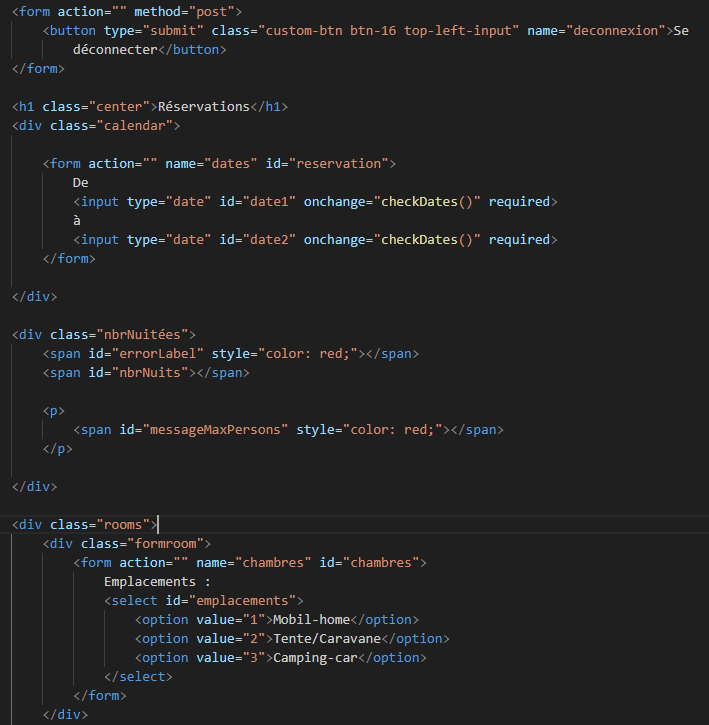 <form action="" method="post">
    <button type="submit" class="custom-btn btn-16 top-left-input" name="deconnexion">Se
        déconnecter</button>
</form>

<h1 class="center">Réservations</h1>
<div class="calendar">

    <form action="" name="dates" id="reservation">
        De
        <input type="date" id="date1" onchange="checkDates()" required>
        à
        <input type="date" id="date2" onchange="checkDates()" required>
    </form>

</div>

<div class="nbrNuitées">
    <span id="errorLabel" style="color: red;"></span>
    <span id="nbrNuits"></span>

    <p>
        <span id="messageMaxPersons" style="color: red;"></span>
    </p>

</div>

<div class="rooms">
    <div class="formroom">
        <form action="" name="chambres" id="chambres">
            Emplacements :
            <select id="emplacements">
                <option value="1">Mobil-home</option>
                <option value="2">Tente/Caravane</option>
                <option value="3">Camping-car</option>
            </select>
        </form>
    </div>